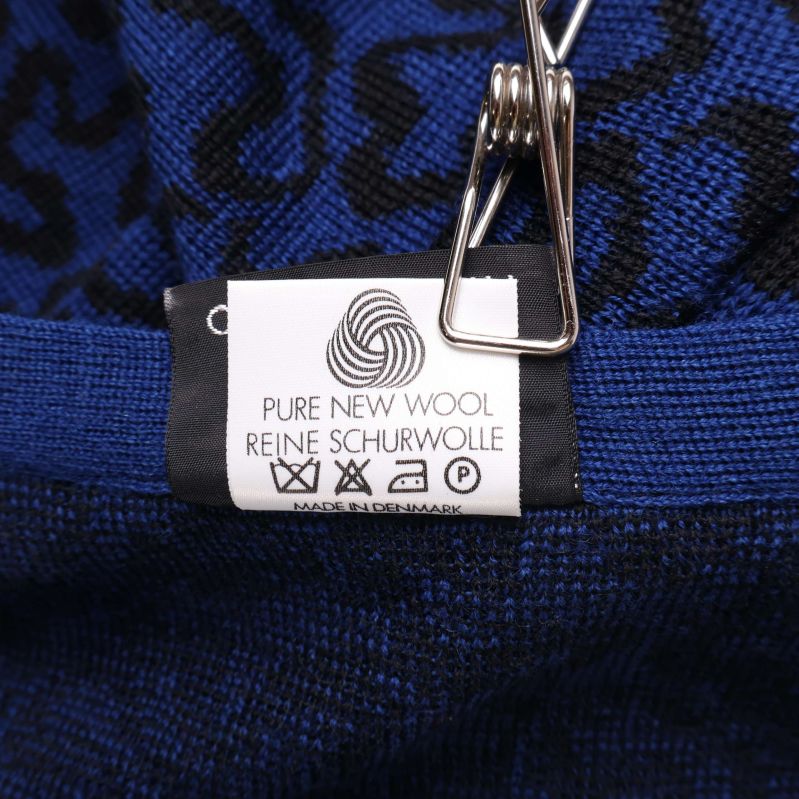 PURE NEW WOOL
REINE SCHURWOLLE
P
MADE IN DENMARK